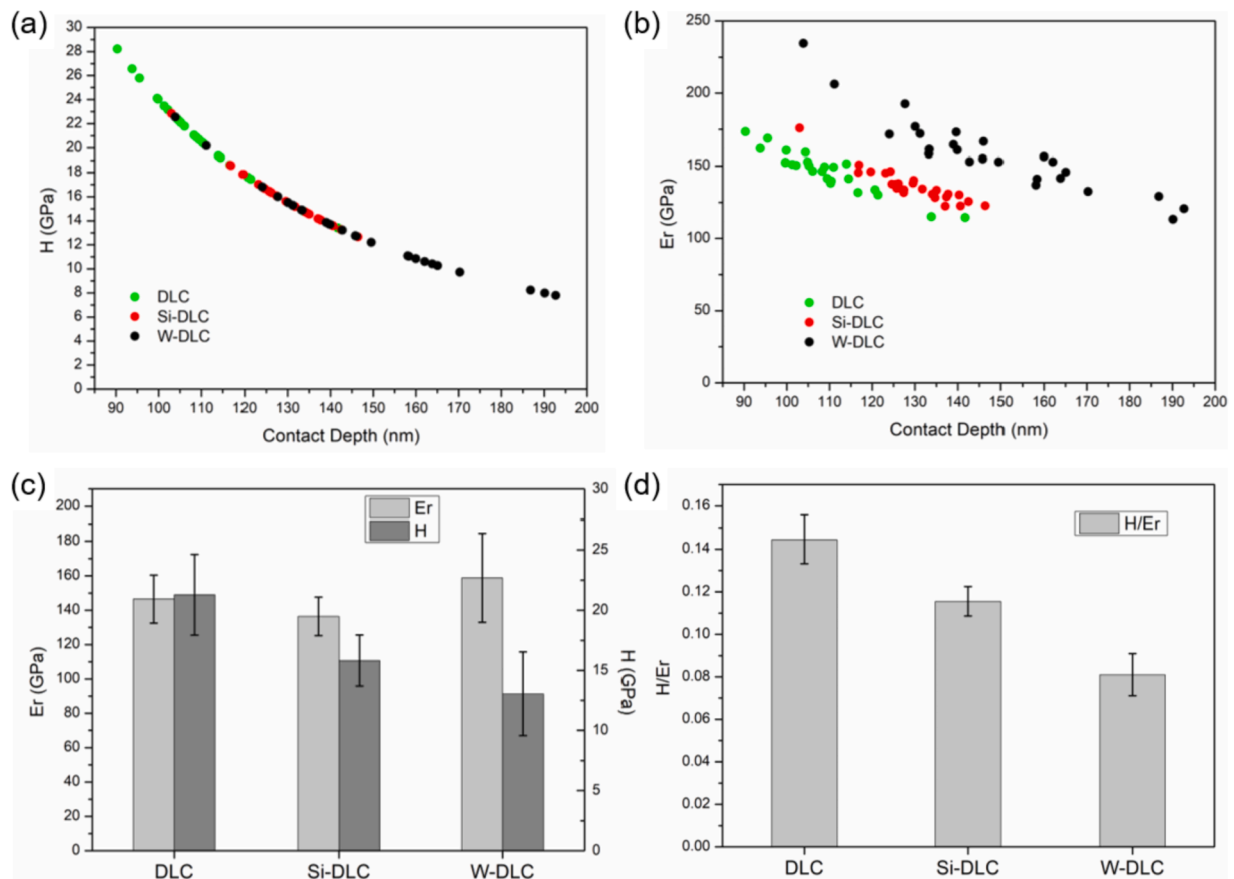 (a)
30
28
26
24
22
20
18
16
14
12
10
8
6
4
2
0
H (GPa)
DLC
Si-DLC
W-DLC
90 100 110 120 130 140 150 160 170 180 190 200
Contact Depth (nm)
(b)
250
200
150
100
50
0
Er (GPa)
DLC
Si-DLC
W-DLC
90 100 110 120 130 140 150 160 170 180 190 200
Contact Depth (nm)
(c)
200
180
160
140
120
100
80
60
40
20
0
Er (GPa)
Er
H
30
25
20
15
10
5
0
H (GPa)
DLC Si-DLC W-DLC
(d)
0.16
0.14
0.12
0.10
0.08
0.06
0.04
0.02
0.00
H/Er
H/Er
DLC Si-DLC W-DLC